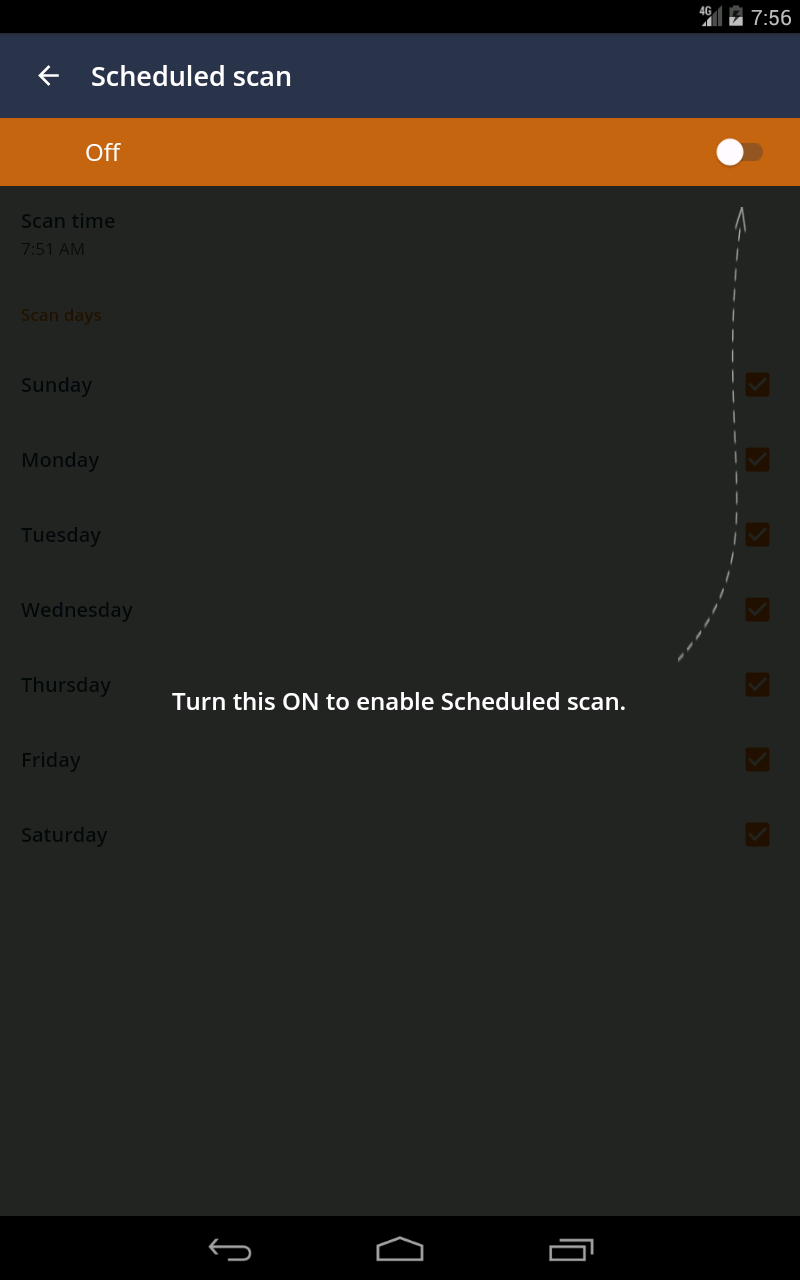 4G 7:56
Scheduled scan
Off
Scan time
7:51 AM
Scan days
Sunday
Monday
Tuesday
Wednesday
Thursday
Turn this ON to enable Scheduled scan.
Friday
Saturday